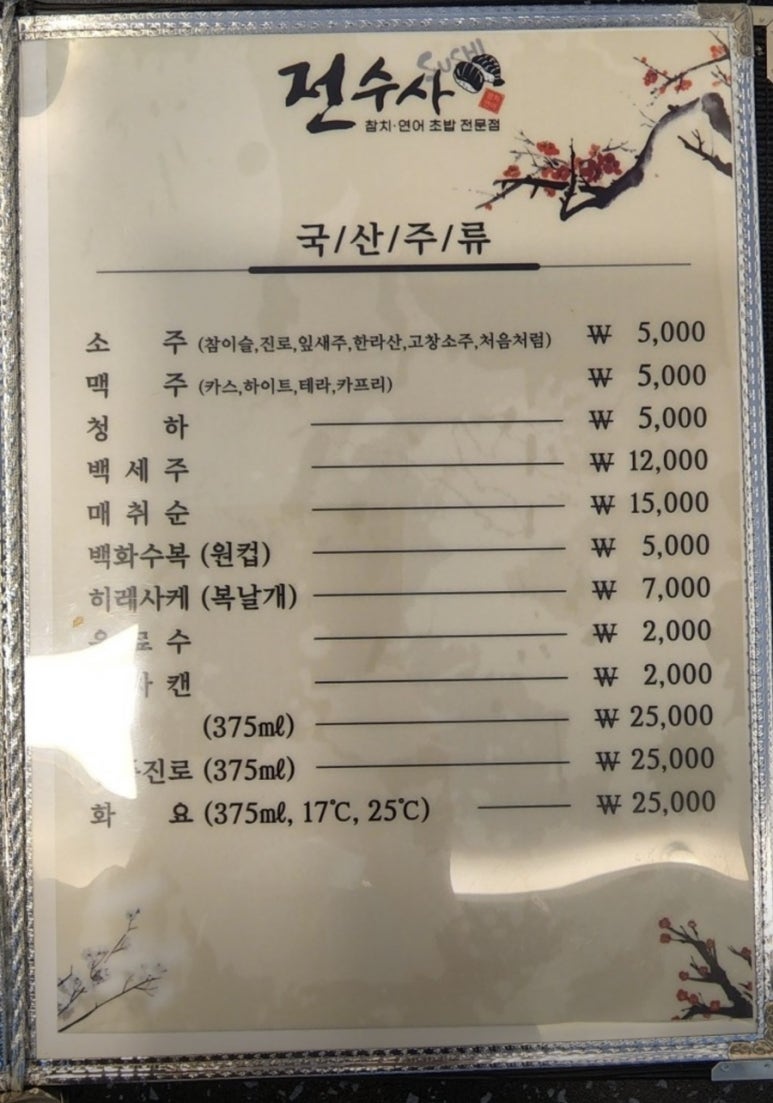 전수사
SUSHI
참치·연어 초밥 전문점
국/산/주/류
소 주 (참이슬,진로,잎새주,한라산,고창소주,처음처럼) ₩ 5,000
맥 주 (카스,하이트,테라,카프리) ₩ 5,000
청 하 ₩ 5,000
백 세 주 ₩ 12,000
매 취 순 ₩ 15,000
백화수복 (원컵) ₩ 5,000
히레사케 (복날개) ₩ 7,000
₩ 2,000
캔 ₩ 2,000
(375㎖) ₩ 25,000
진로 (375㎖) ₩ 25,000
화 요 (375㎖, 17℃, 25℃) ₩ 25,000